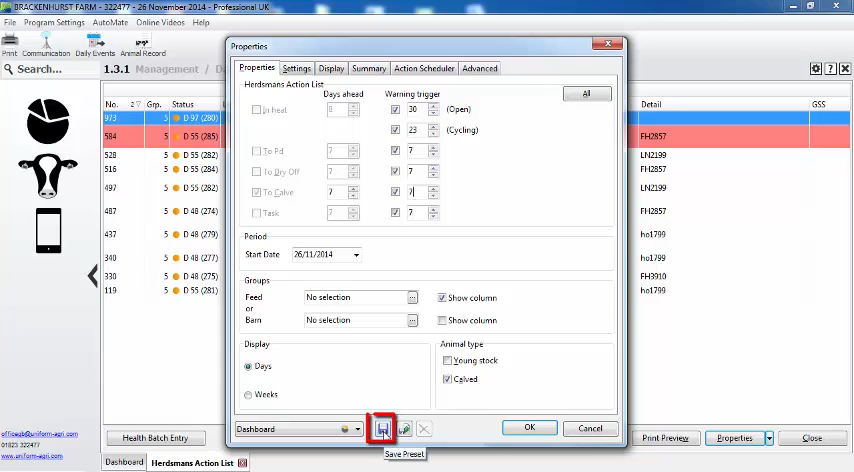 BRACKENHURST FARM - 322477 - 26 November 2014 - Professional UK
File Program Settings AutoMate Online Videos Help
Print Communication Daily Events Animal Record
Search... 1.3.1 Management / Da
Properties
Properties Settings Display Summary Action Scheduler Advanced
Herdsmans Action List
Days ahead Warning trigger All
In heat 8 30 (Open)
23 (Cycling)
To Pd 7 7
To Dry Off 7 7
To Calve 7 7
Task 7 7
Period
Start Date 26/11/2014
Groups
Feed No selection ... Show column
or
Barn No selection ... Show column
Display Animal type
Days Young stock
Calved
Weeks
Dashboard OK Cancel
Save Preset
No. Grp. Status Detail GSS
973 5 D 97 (280)
584 5 D 55 (285) FH2857
528 5 D 55 (282) LN2199
516 5 D 55 (284) FH2857
497 5 D 55 (282) LN2199
487 5 D 48 (274) FH2857
437 5 D 48 (279) ho1799
340 5 D 48 (277) ho1799
330 5 D 48 (275) FH3910
119 5 D 55 (281) ho1799
officegb@uniform-agri.com
01823 322477
www.uniform-agri.com
Health Batch Entry Print Preview Properties Close
Dashboard Herdsmans Action List